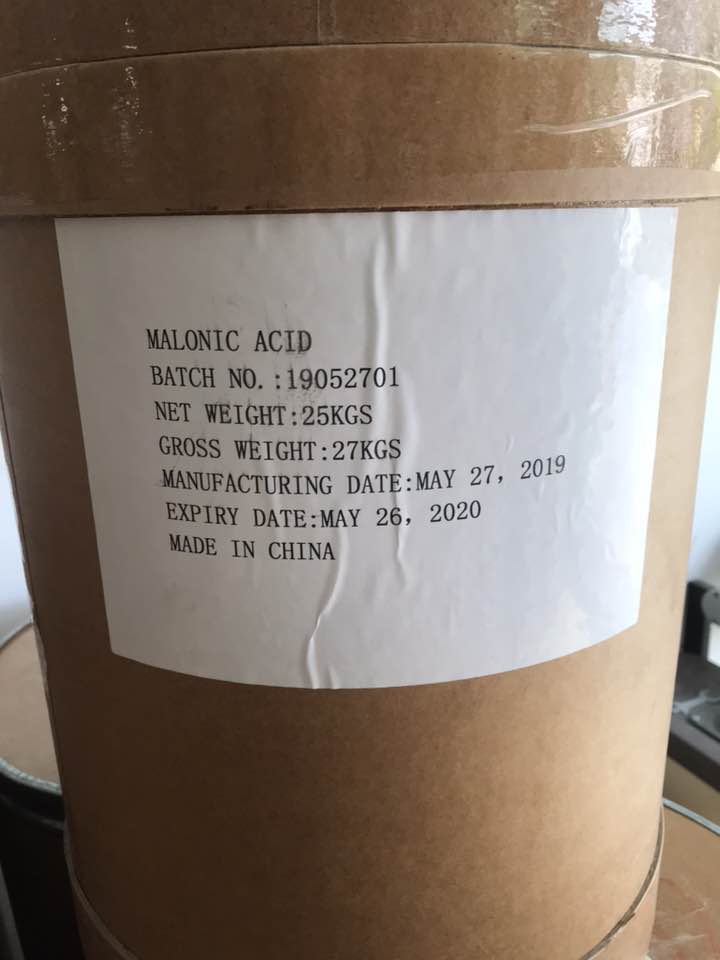 MALONIC ACID
BATCH NO.:19052701
NET WEIGHT:25KGS
GROSS WEIGHT:27KGS
MANUFACTURING DATE:MAY 27, 2019
EXPIRY DATE:MAY 26, 2020
MADE IN CHINA